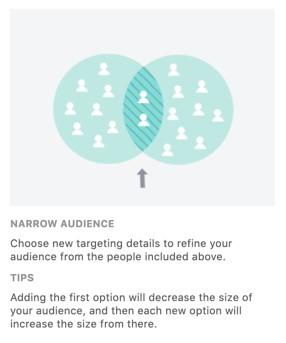 NARROW AUDIENCE
Choose new targeting details to refine your
audience from the people included above.
TIPS
Adding the first option will decrease the size of
your audience, and then each new option will
increase the size from there.